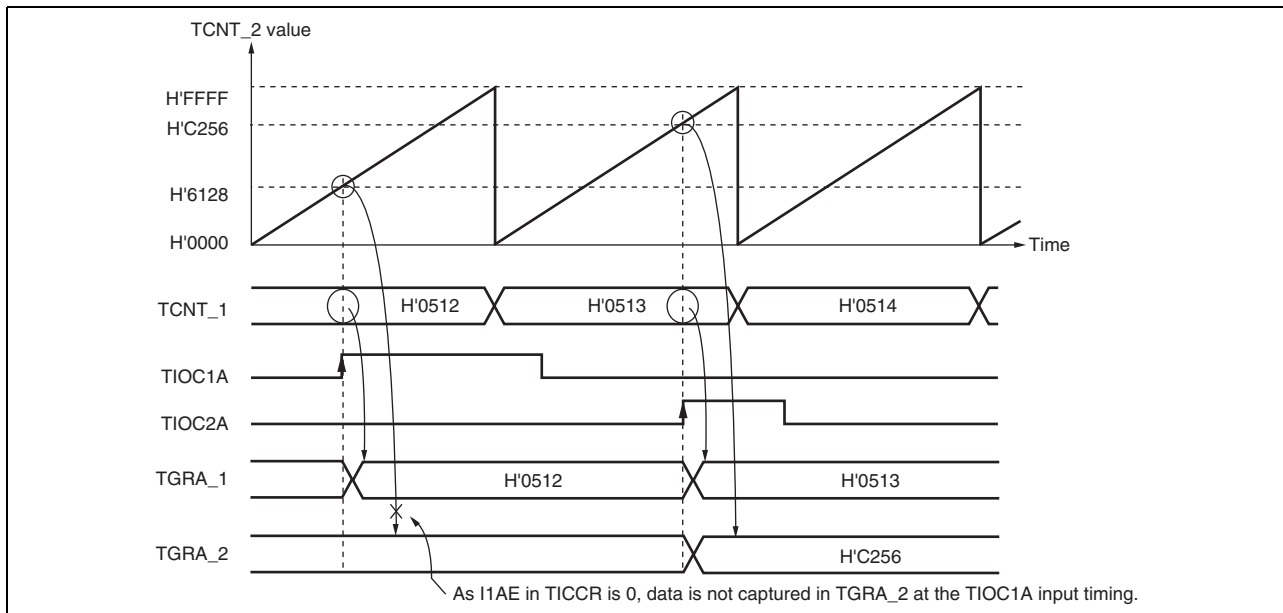 TCNT_2 value
H'FFFF
H'C256
H'6128
H'0000
Time
TCNT_1 H'0512 H'0513 H'0514
TIOC1A
TIOC2A
TGRA_1 H'0512 H'0513
TGRA_2 H'C256
As I1AE in TICCR is 0, data is not captured in TGRA_2 at the TIOC1A input timing.